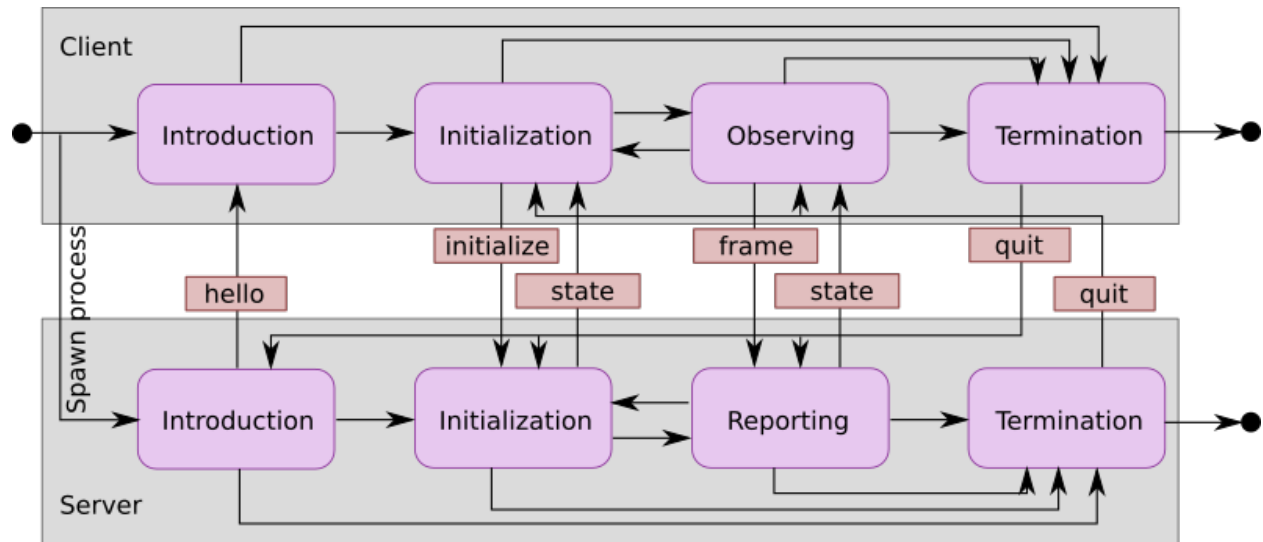 Client
Introduction
Initialization
Observing
Termination
Spawn process
initialize
frame
quit
hello
state
state
quit
Introduction
Initialization
Reporting
Termination
Server